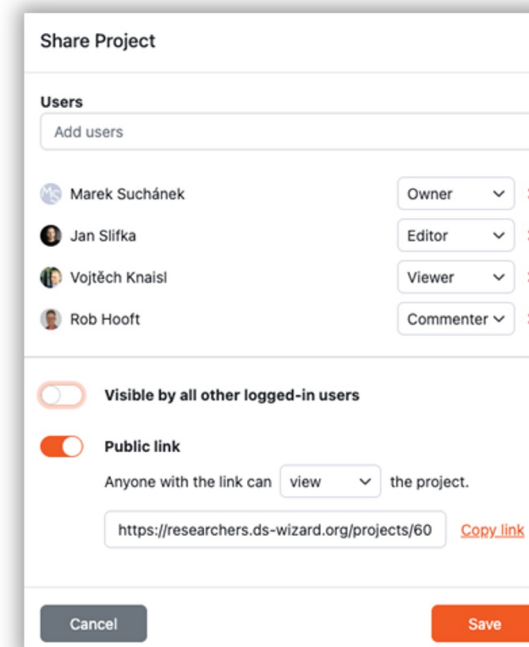 Share Project
Users
Add users
Marek Suchánek Owner
Jan Slifka Editor
Vojtěch Knaisl Viewer
Rob Hooft Commenter
Visible by all other logged-in users
Public link
Anyone with the link can view the project.
https://researchers.ds-wizard.org/projects/60 Copy link
Cancel Save